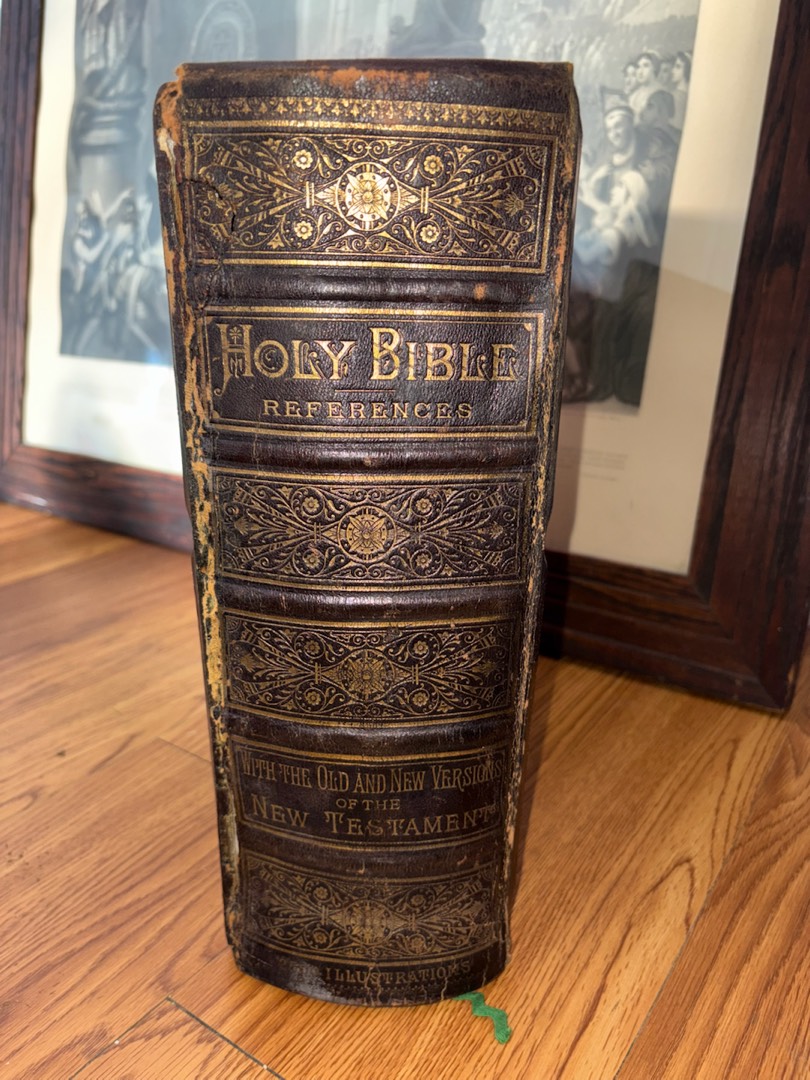 HOLY BIBLE
REFERENCES
WITH THE OLD AND NEW VERSIONS
OF THE
NEW TESTAMENT
ILLUSTRATIONS